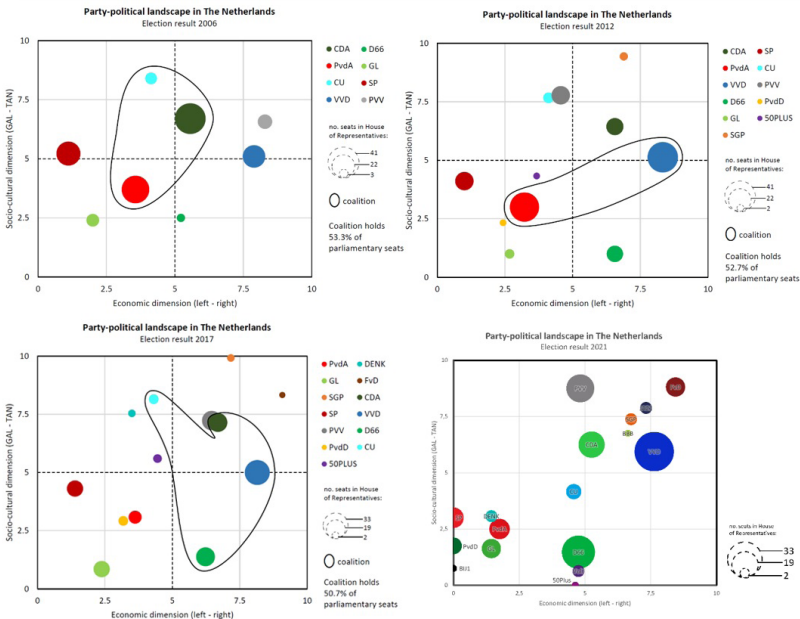 Party-political landscape in The Netherlands
Election result 2006
Socio-cultural dimension (GAL - TAN)
10
7.5
5
2.5
0
0
2.5
5
7.5
10
Economic dimension (left - right)
CDA
D66
PvdA
GL
CU
SP
VVD
PVV
no. seats in House
of Representatives:
41
22
3
coalition
Coalition holds
53.3% of
parliamentary seats
Party-political landscape in The Netherlands
Election result 2012
Socio-cultural dimension (GAL - TAN)
10
7.5
5
2.5
0
0
2.5
5
7.5
10
Economic dimension (left - right)
CDA
SP
PvdA
CU
VVD
PVV
D66
PvdD
GL
50PLUS
SGP
no. seats in House
of Representatives:
41
22
2
coalition
Coalition holds
52.7% of
parliamentary seats
Party-political landscape in The Netherlands
Election result 2017
Socio-cultural dimension (GAL - TAN)
10
7.5
5
2.5
0
0
2.5
5
7.5
10
Economic dimension (left - right)
PvdA
DENK
GL
FvD
SGP
CDA
SP
VVD
PVV
D66
PvdD
CU
50PLUS
no. seats in House
of Representatives:
33
19
2
coalition
Coalition holds
50.7% of
parliamentary seats
Party-political landscape in The Netherlands
Election result 2021
Socio-cultural dimension (GAL - TAN)
10
7,5
5
2,5
0
0
2,5
5
7,5
10
Economic dimension (left - right)
PVV
FvD
CDA
VVD
SP
DENK
PvdA
PvdD
GL
D66
BIJ1
50Plus
no. seats in House
of Representatives:
33
19
2